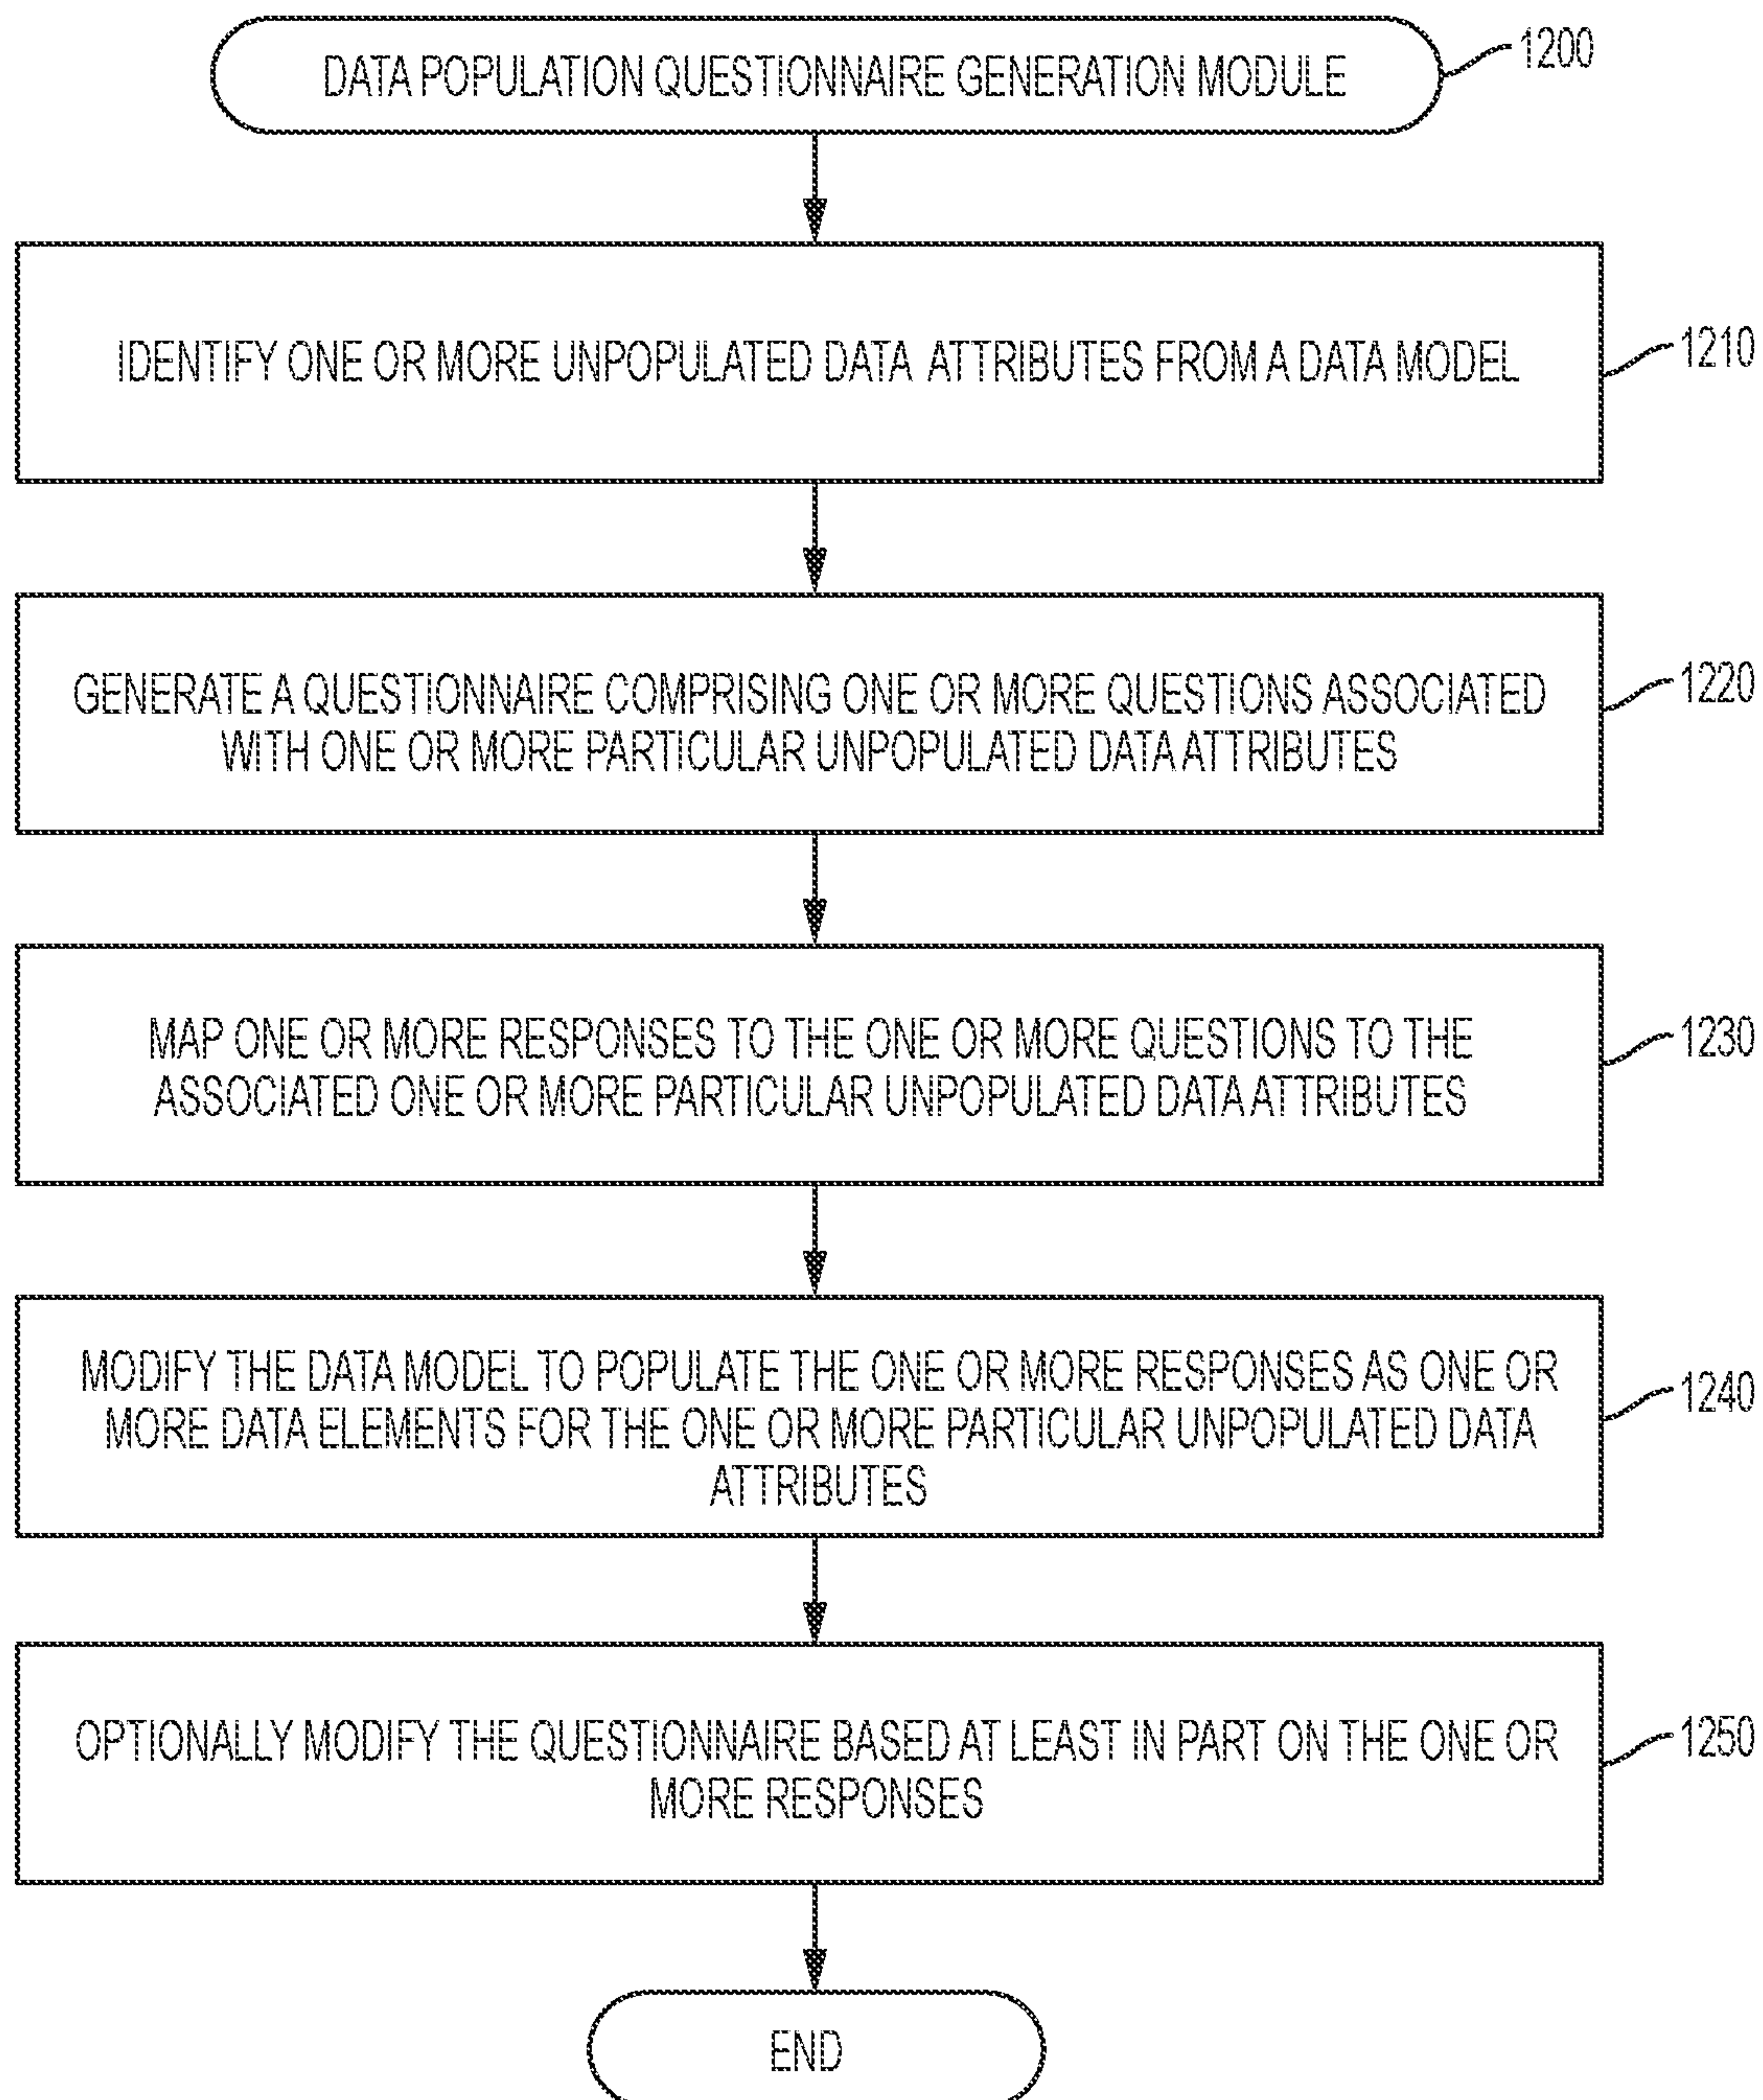 DATA POPULATION QUESTIONNAIRE GENERATION MODULE
1200
IDENTIFY ONE OR MORE UNPOPULATED DATA ATTRIBUTES FROM A DATA MODEL
1210
GENERATE A QUESTIONNAIRE COMPRISING ONE OR MORE QUESTIONS ASSOCIATED
WITH ONE OR MORE PARTICULAR UNPOPULATED DATA ATTRIBUTES
1220
MAP ONE OR MORE RESPONSES TO THE ONE OR MORE QUESTIONS TO THE
ASSOCIATED ONE OR MORE PARTICULAR UNPOPULATED DATA ATTRIBUTES
1230
MODIFY THE DATA MODEL TO POPULATE THE ONE OR MORE RESPONSES AS ONE OR
MORE DATA ELEMENTS FOR THE ONE OR MORE PARTICULAR UNPOPULATED DATA
ATTRIBUTES
1240
OPTIONALLY MODIFY THE QUESTIONNAIRE BASED AT LEAST IN PART ON THE ONE OR
MORE RESPONSES
1250
END